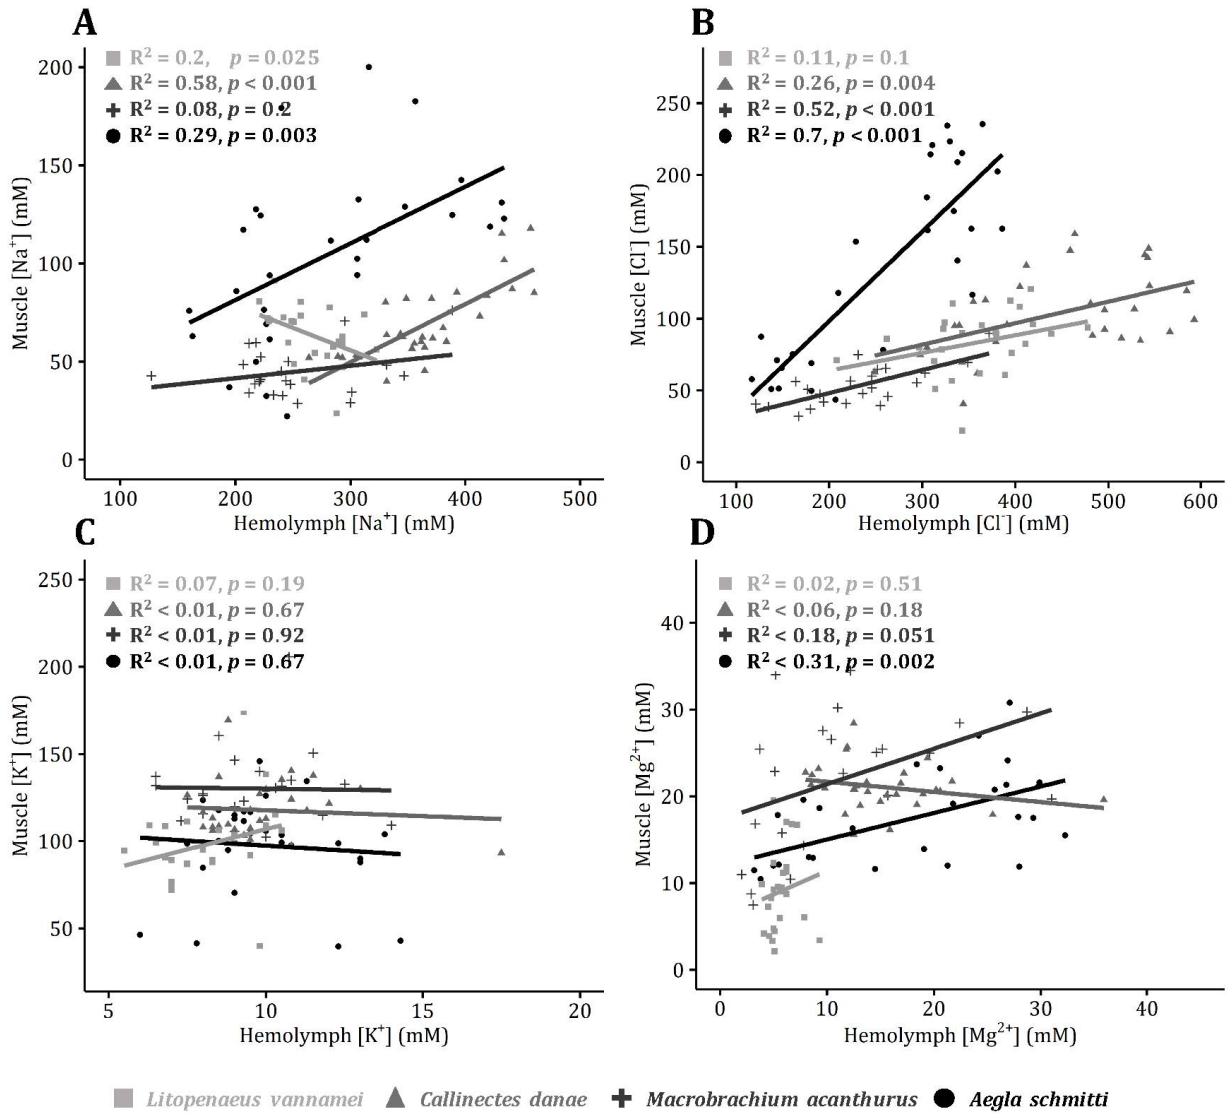 A
R² = 0.2, p = 0.025
R² = 0.58, p < 0.001
R² = 0.08, p = 0.2
R² = 0.29, p = 0.003
200
150
100
50
0
Muscle [Na⁺] (mM)
100 200 300 400 500
Hemolymph [Na⁺] (mM)
B
R² = 0.11, p = 0.1
R² = 0.26, p = 0.004
R² = 0.52, p < 0.001
R² = 0.7, p < 0.001
250
200
150
100
50
0
Muscle [Cl⁻] (mM)
100 200 300 400 500 600
Hemolymph [Cl⁻] (mM)
C
R² = 0.07, p = 0.19
R² < 0.01, p = 0.67
R² < 0.01, p = 0.92
R² < 0.01, p = 0.67
250
200
150
100
50
Muscle [K⁺] (mM)
5 10 15 20
Hemolymph [K⁺] (mM)
D
R² = 0.02, p = 0.51
R² < 0.06, p = 0.18
R² < 0.18, p = 0.051
R² < 0.31, p = 0.002
40
30
20
10
0
Muscle [Mg²⁺] (mM)
0 10 20 30 40
Hemolymph [Mg²⁺] (mM)
Litopenaeus vannamei Callinectes danae Macrobrachium acanthurus Aegla schmitti